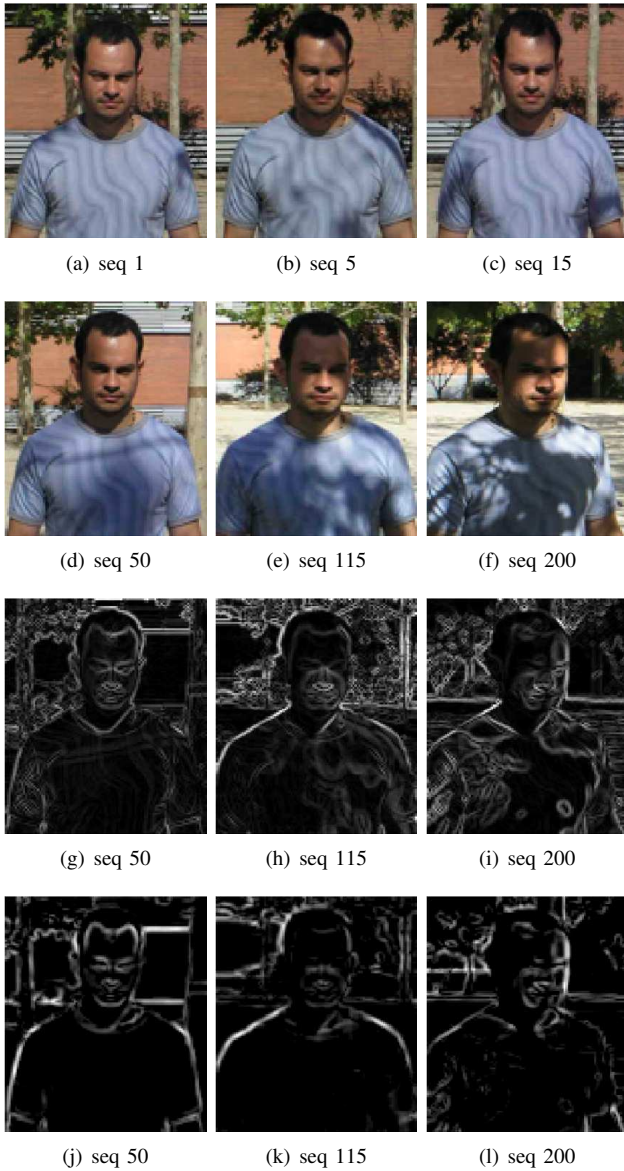 (a) seq 1
(b) seq 5
(c) seq 15
(d) seq 50
(e) seq 115
(f) seq 200
(g) seq 50
(h) seq 115
(i) seq 200
(j) seq 50
(k) seq 115
(l) seq 200